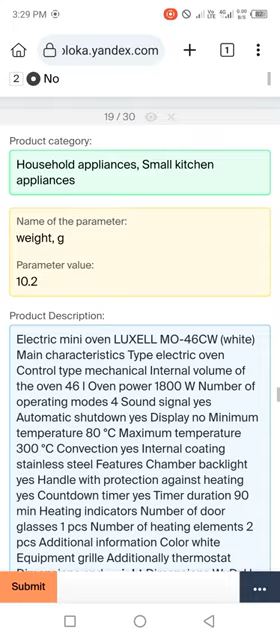 3:29 PM
oloka.yandex.com
1
2 No
19 / 30
Product category:
Household appliances, Small kitchen
appliances
Name of the parameter:
weight, g
Parameter value:
10.2
Product Description:
Electric mini oven LUXELL MO-46CW (white)
Main characteristics Type electric oven
Control type mechanical Internal volume of
the oven 46 l Oven power 1800 W Number of
operating modes 4 Sound signal yes
Automatic shutdown yes Display no Minimum
temperature 80 °C Maximum temperature
300 °C Convection yes Internal coating
stainless steel Features Chamber backlight
yes Handle with protection against heating
yes Countdown timer yes Timer duration 90
min Heating indicators Number of door
glasses 1 pcs Number of heating elements 2
pcs Additional information Color white
Equipment grille Additionally thermostat
Submit